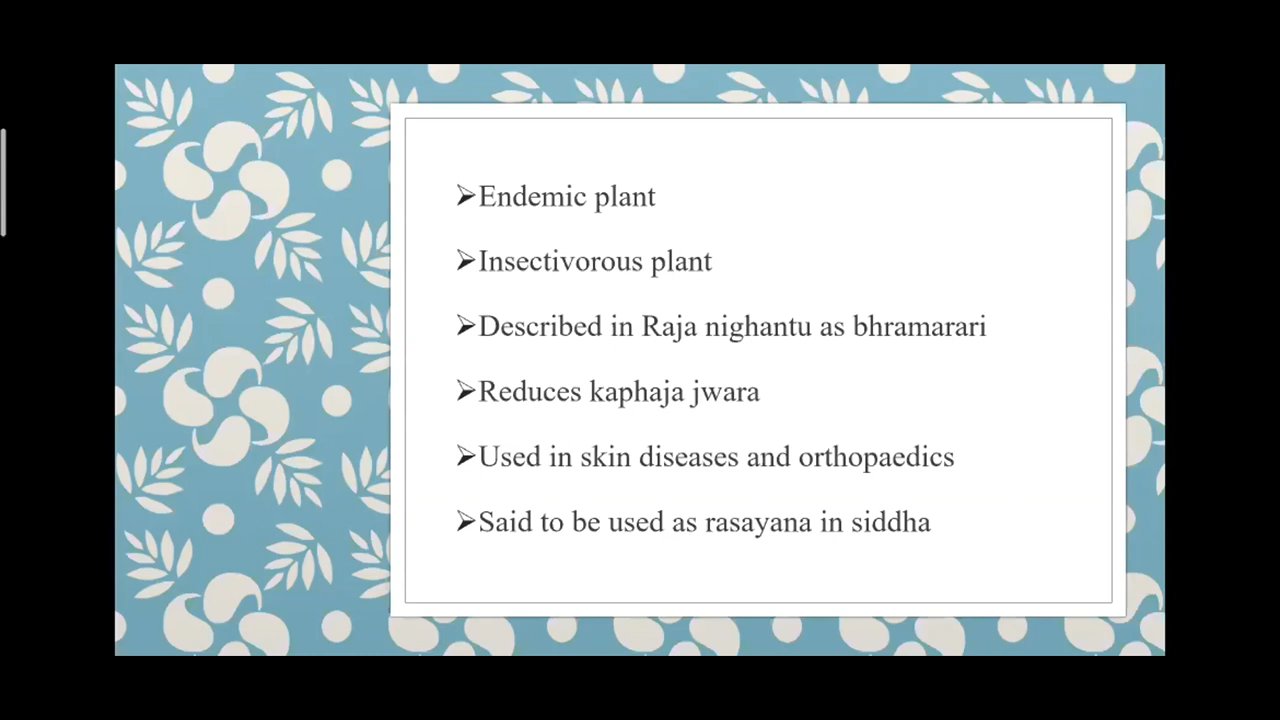 ➢Endemic plant
➢Insectivorous plant
➢Described in Raja nighantu as bhramarari
➢Reduces kaphaja jwara
➢Used in skin diseases and orthopaedics
➢Said to be used as rasayana in siddha